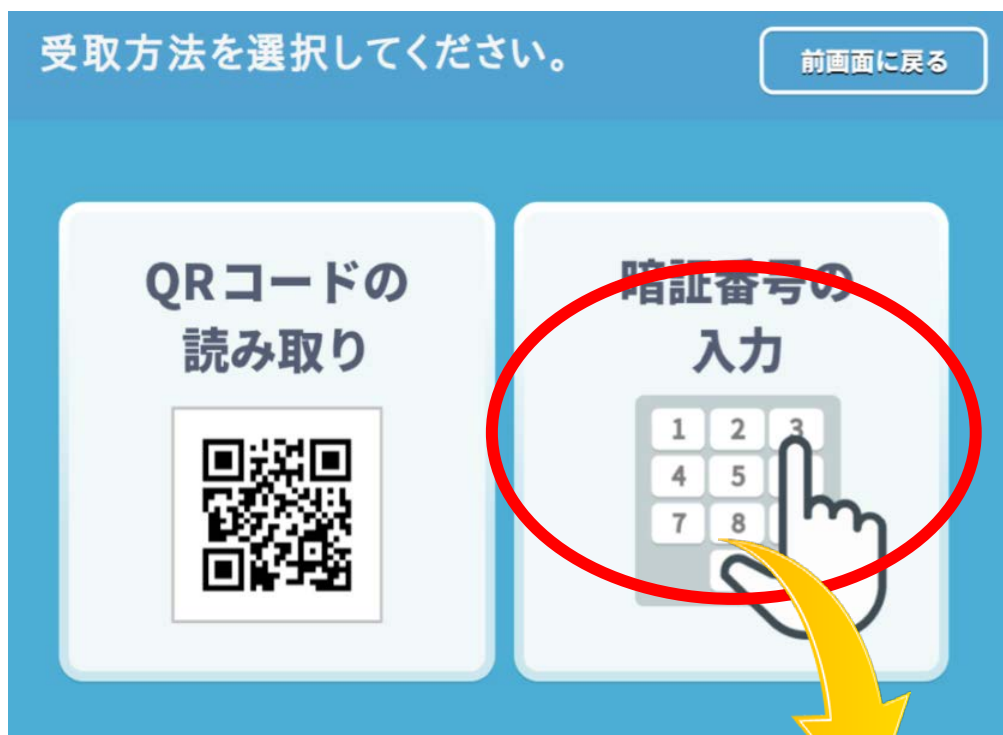 受取方法を選択してください。
前画面に戻る
QRコードの
読み取り
暗証番号の
入力
1 2 3
4 5
7 8